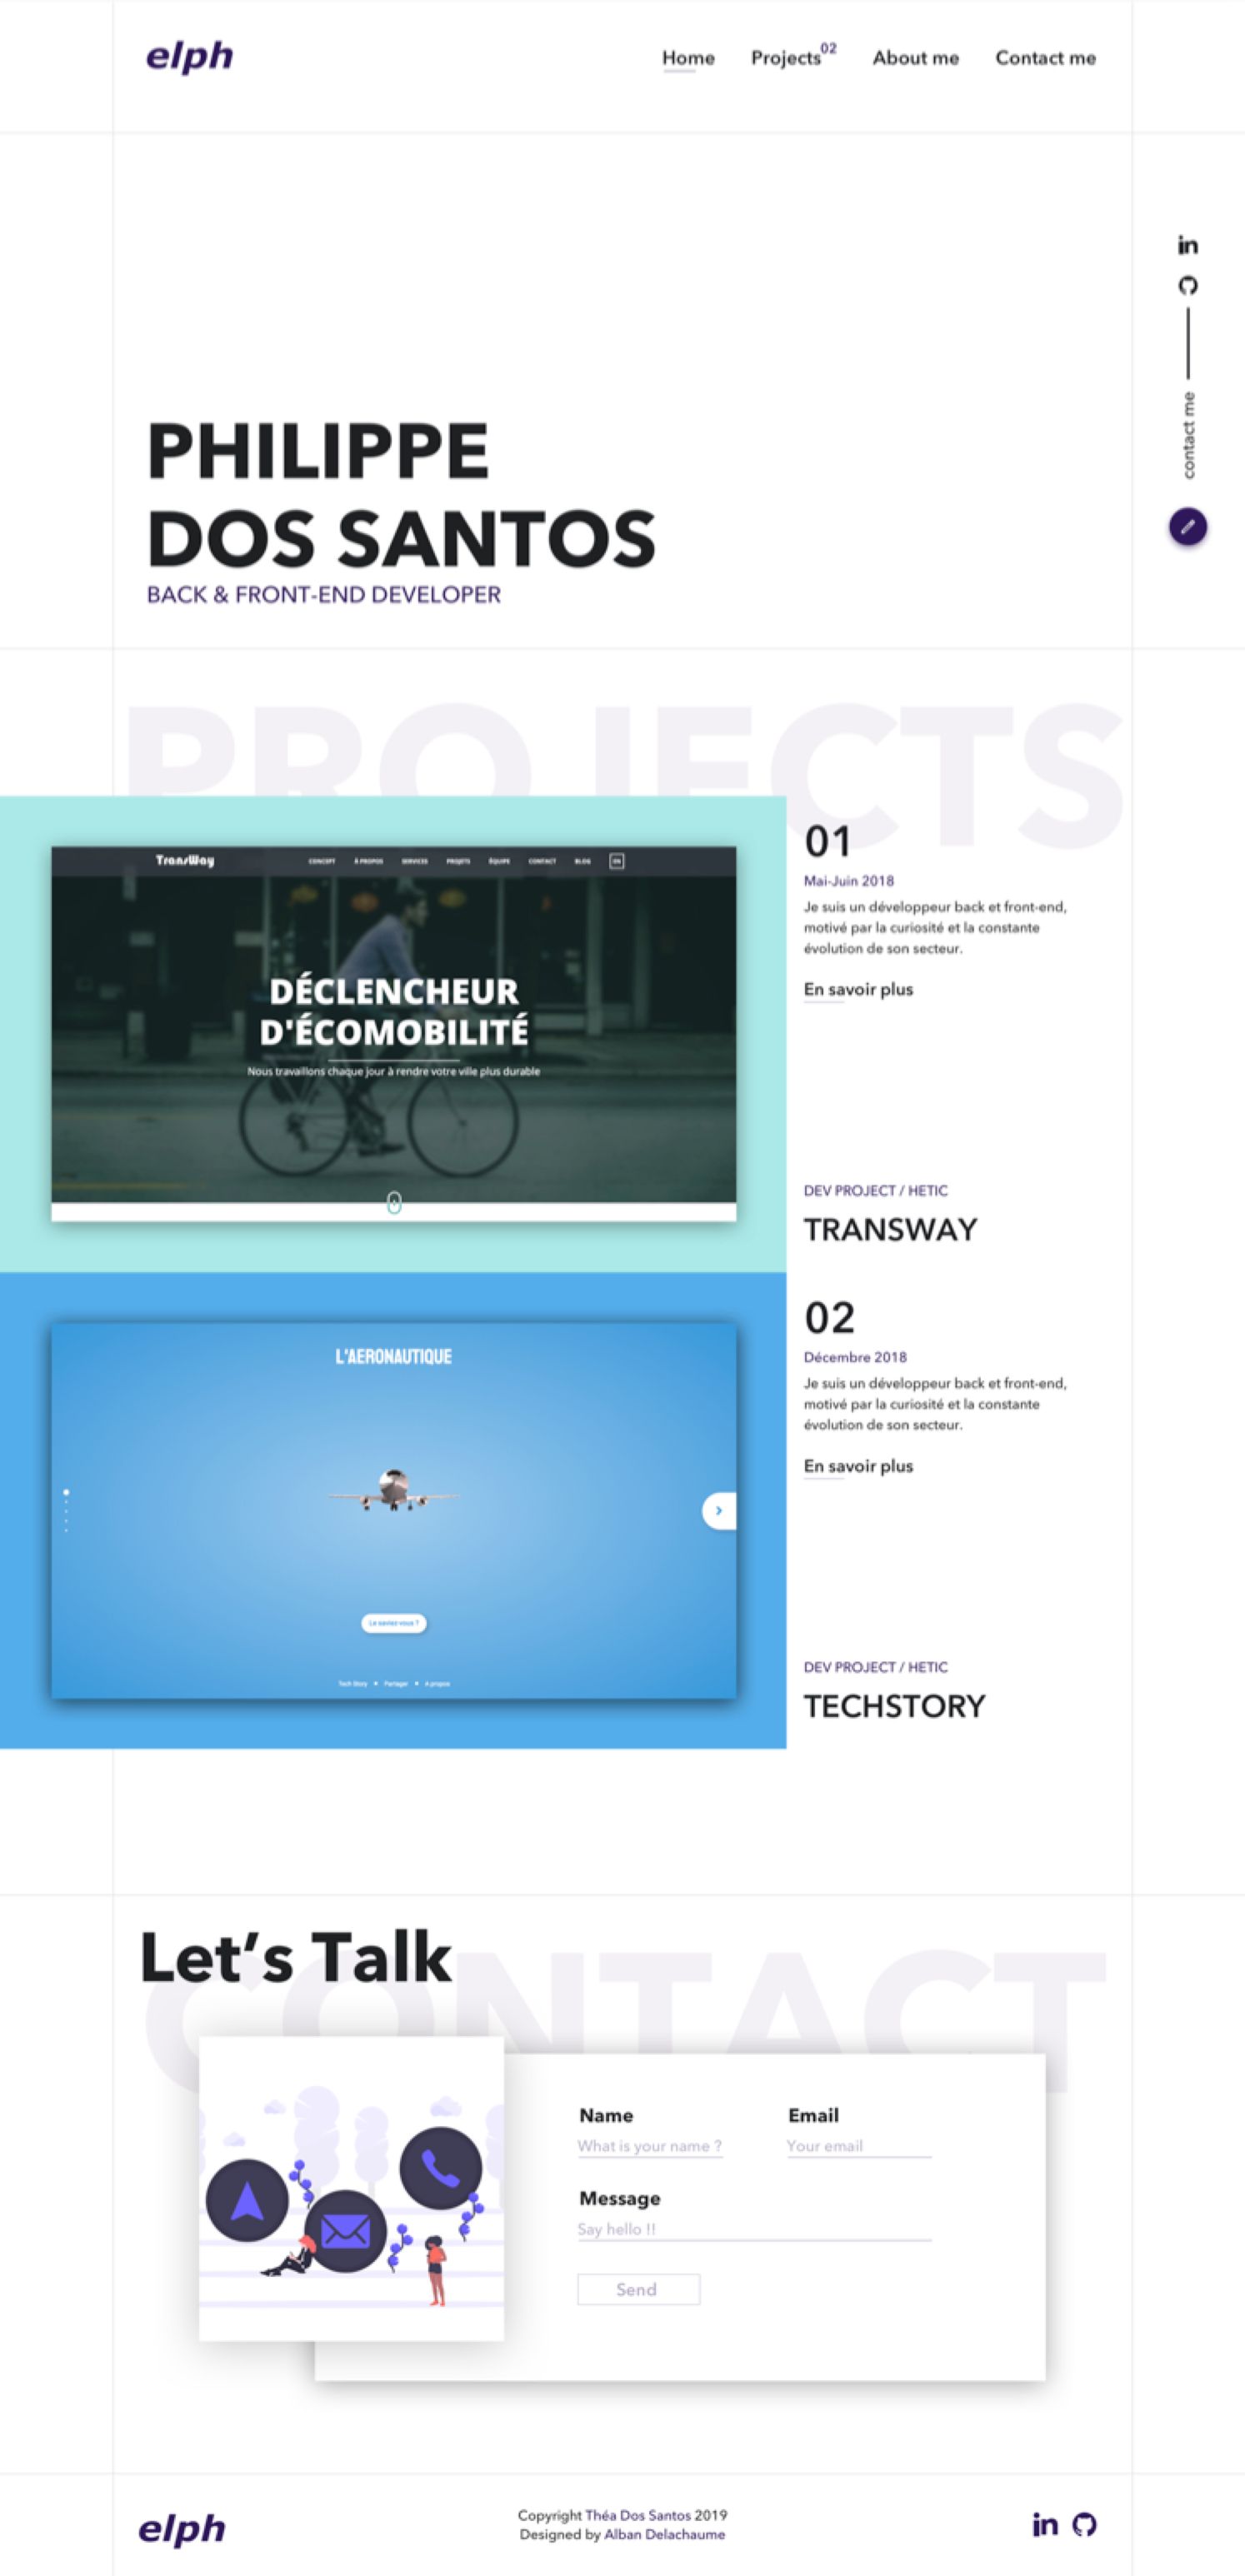 elph
Home Projects02 About me Contact me
in
contact me
PHILIPPE
DOS SANTOS
BACK & FRONT-END DEVELOPER
PROJECTS
TransWay
CONCEPT À PROPOS SERVICES PROJETS ÉQUIPE CONTACT BLOG EN
DÉCLENCHEUR
D'ÉCOMOBILITÉ
Nous travaillons chaque jour à rendre votre ville plus durable
01
Mai-Juin 2018
Je suis un développeur back et front-end,
motivé par la curiosité et la constante
évolution de son secteur.
En savoir plus
DEV PROJECT / HETIC
TRANSWAY
L'AERONAUTIQUE
Le saviez-vous ?
Tech Story • Partager • A propos
02
Décembre 2018
Je suis un développeur back et front-end,
motivé par la curiosité et la constante
évolution de son secteur.
En savoir plus
DEV PROJECT / HETIC
TECHSTORY
Let’s Talk
CONTACT
Name Email
What is your name ? Your email
Message
Say hello !!
Send
elph
Copyright Théa Dos Santos 2019
Designed by Alban Delachaume
in